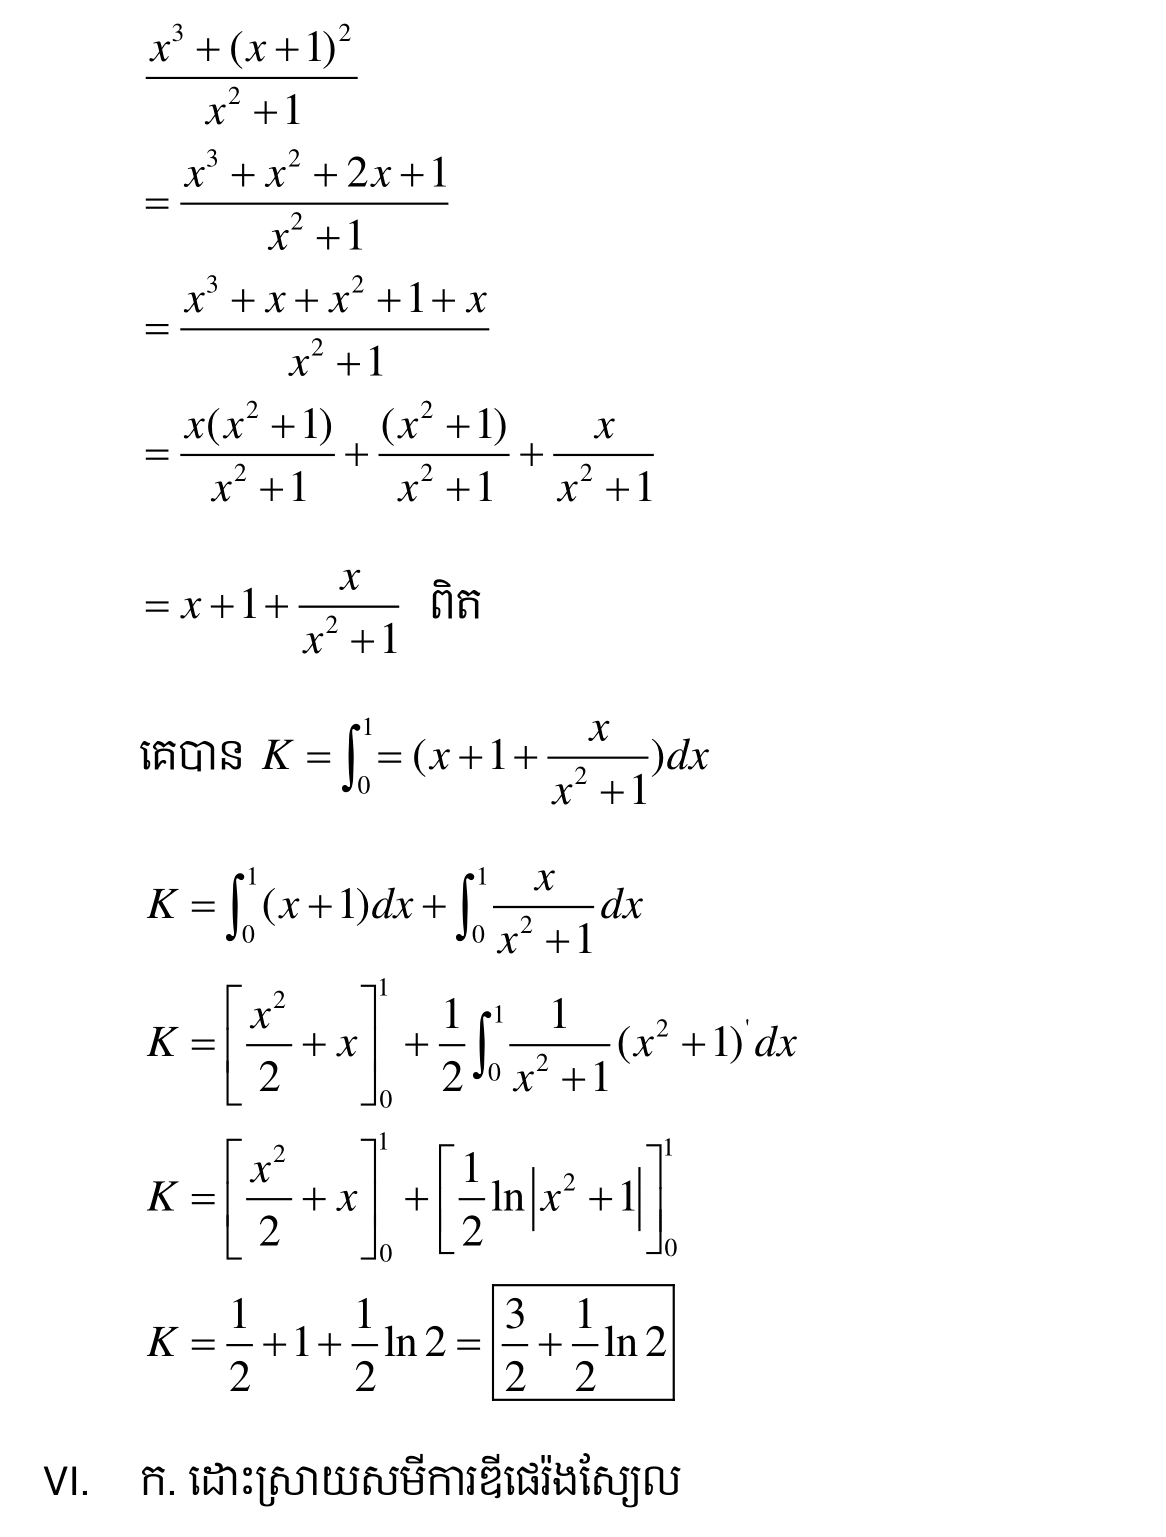 \frac{x^3+(x+1)^2}{x^2+1}
=\frac{x^3+x^2+2x+1}{x^2+1}
=\frac{x^3+x+x^2+1+x}{x^2+1}
=\frac{x(x^2+1)}{x^2+1}+\frac{(x^2+1)}{x^2+1}+\frac{x}{x^2+1}
=x+1+\frac{x}{x^2+1} ពិត
គេបាន K=\int_0^1=(x+1+\frac{x}{x^2+1})dx
K=\int_0^1(x+1)dx+\int_0^1\frac{x}{x^2+1}dx
K=\left[\frac{x^2}{2}+x\right]_0^1+\frac{1}{2}\int_0^1\frac{1}{x^2+1}(x^2+1)'dx
K=\left[\frac{x^2}{2}+x\right]_0^1+\left[\frac{1}{2}\ln|x^2+1|\right]_0^1
K=\frac{1}{2}+1+\frac{1}{2}\ln 2=\boxed{\frac{3}{2}+\frac{1}{2}\ln 2}
VI. ក. ដោះស្រាយសមីការឌីផេរ៉ងស្យែល